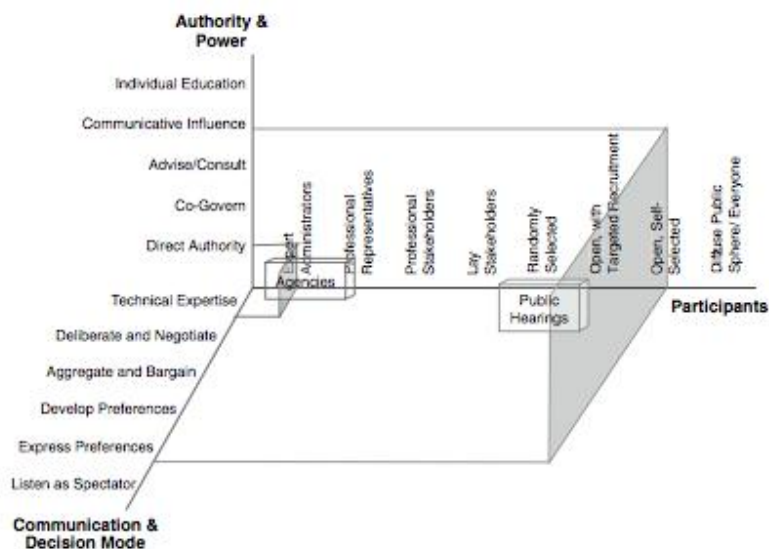 Authority &
Power
Individual Education
Communicative Influence
Advise/Consult
Co-Govern
Direct Authority
Expert
Administrators
Professional
Representatives
Professional
Stakeholders
Lay
Stakeholders
Randomly
Selected
Open, with
Targeted Recruitment
Open, Self-
Selected
Diffuse Public
Sphere/ Everyone
Agencies
Public
Hearings
Participants
Technical Expertise
Deliberate and Negotiate
Aggregate and Bargain
Develop Preferences
Express Preferences
Listen as Spectator
Communication &
Decision Mode